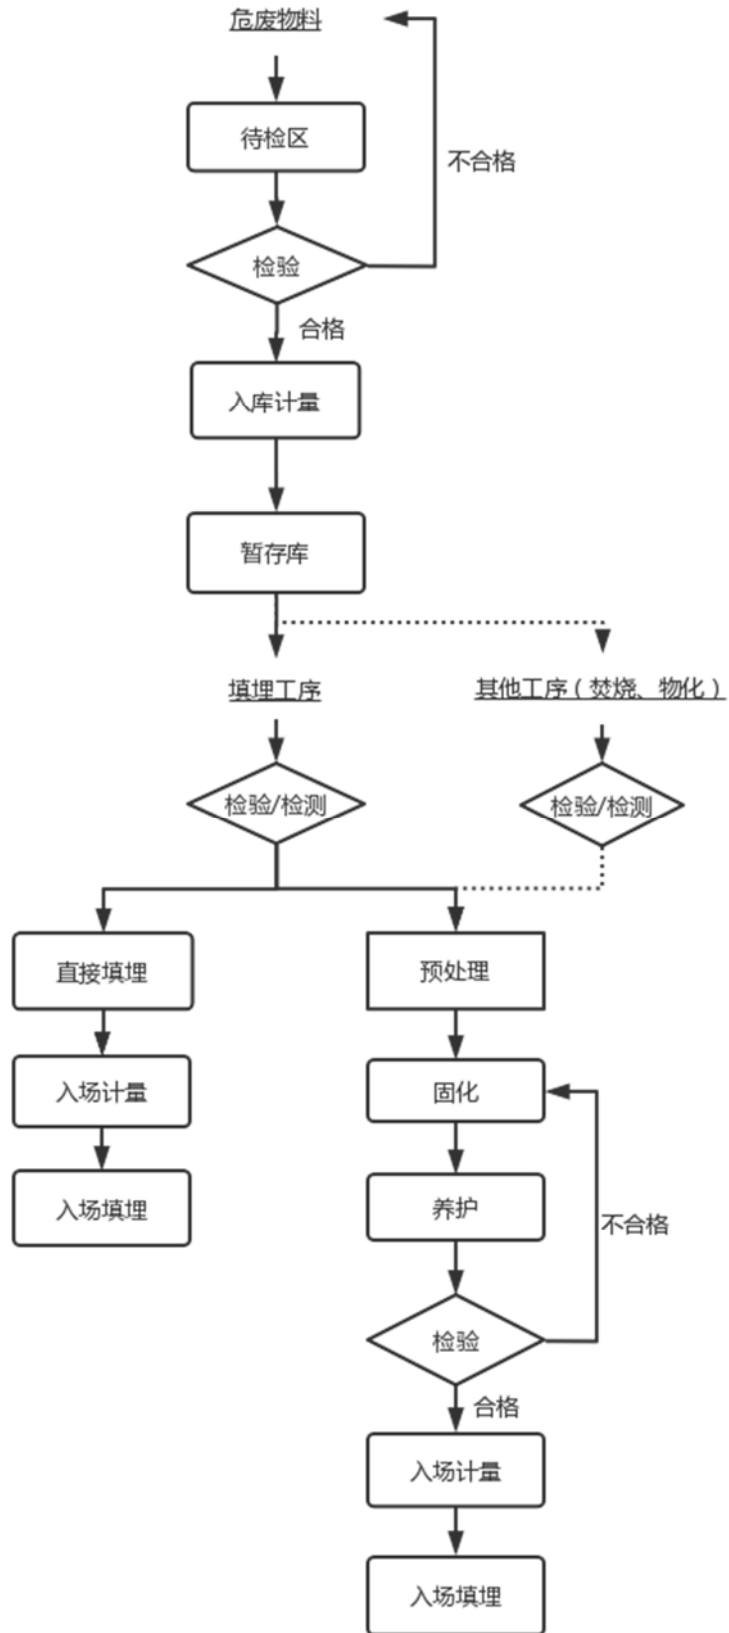 危废物料
待检区
不合格
检验
合格
入库计量
暂存库
填埋工序
其他工序（焚烧、物化）
检验/检测
检验/检测
直接填埋
预处理
入场计量
固化
入场填埋
养护
不合格
检验
合格
入场计量
入场填埋